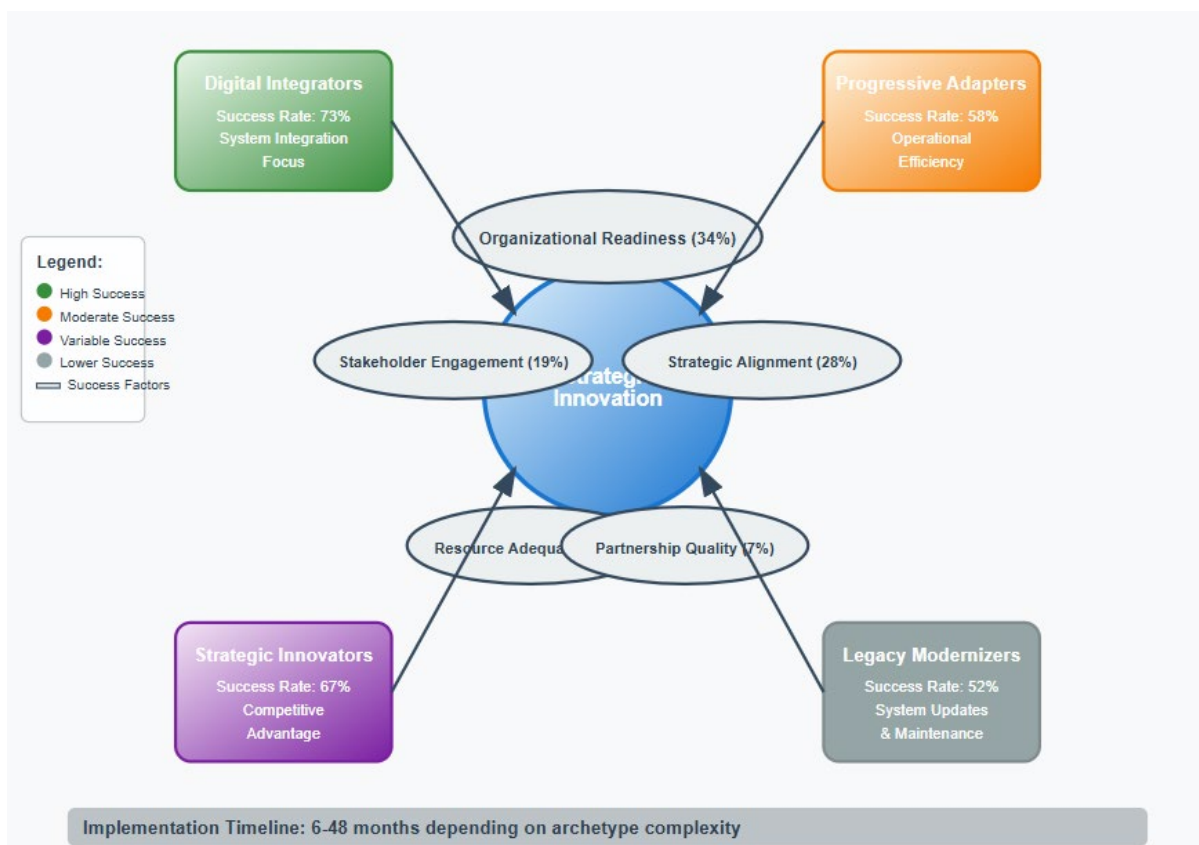 Digital Integrators
Success Rate: 73%
System Integration
Focus
Progressive Adapters
Success Rate: 58%
Operational
Efficiency
Organizational Readiness (34%)
Legend:
High Success
Moderate Success
Variable Success
Lower Success
Success Factors
Stakeholder Engagement (19%)
Strategic Alignment (28%)
Innovation
Resource
Partnership Quality (7%)
Strategic Innovators
Success Rate: 67%
Competitive
Advantage
Legacy Modernizers
Success Rate: 52%
System Updates
& Maintenance
Implementation Timeline: 6-48 months depending on archetype complexity